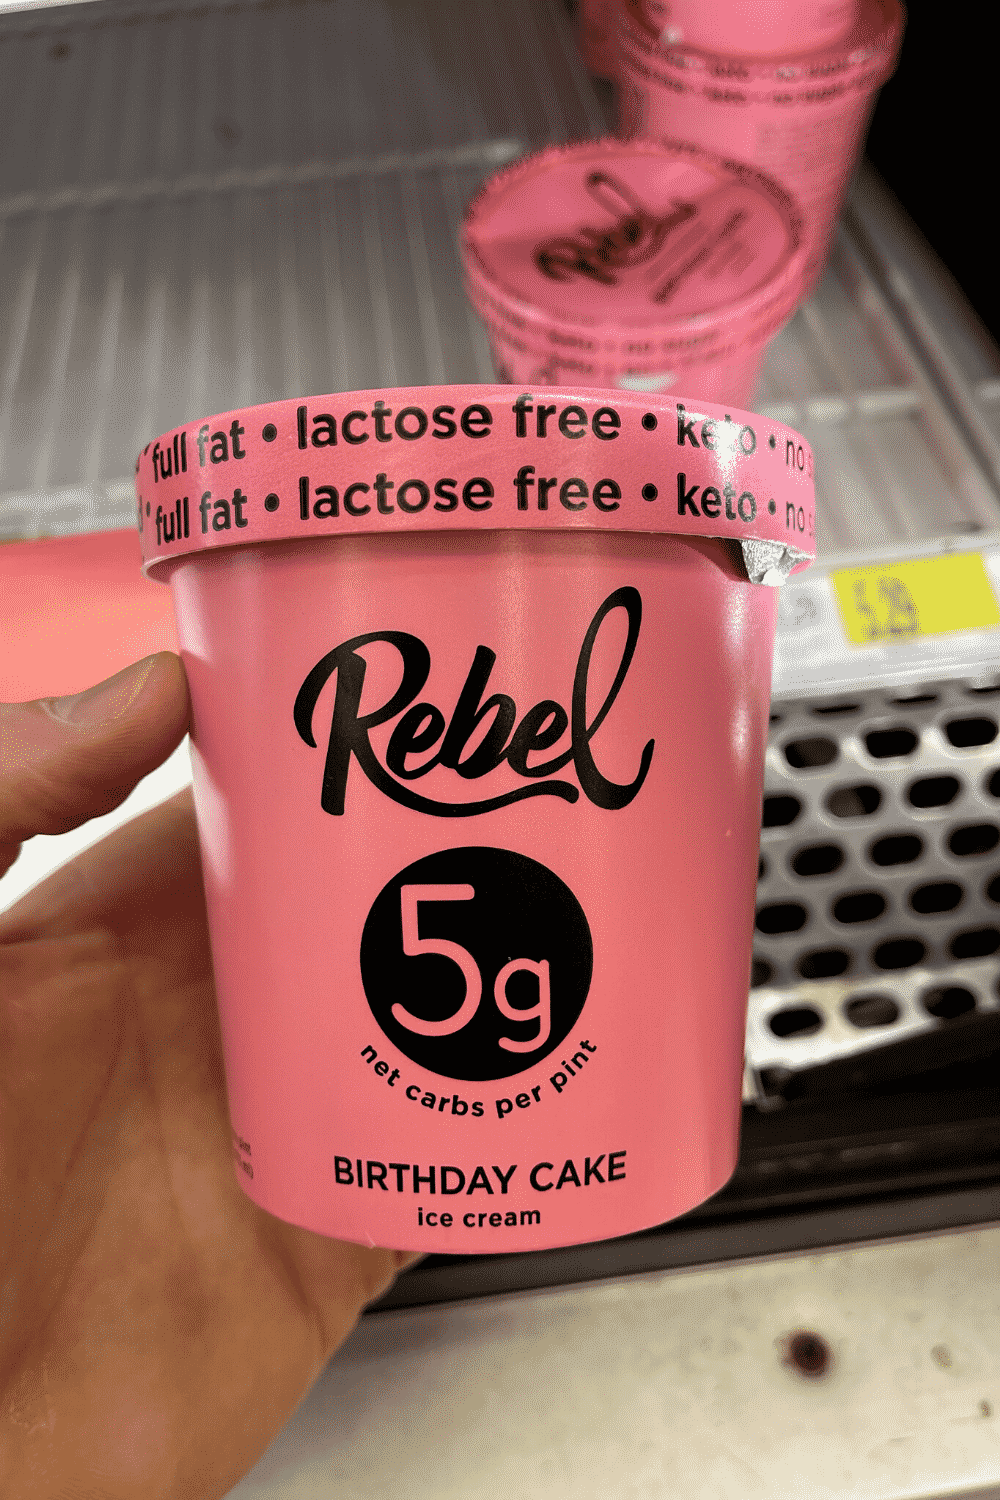 Rebel
full fat • lactose free • keto • no
full fat • lactose free • keto • no
Rebel
5g
net carbs per pint
BIRTHDAY CAKE
ice cream